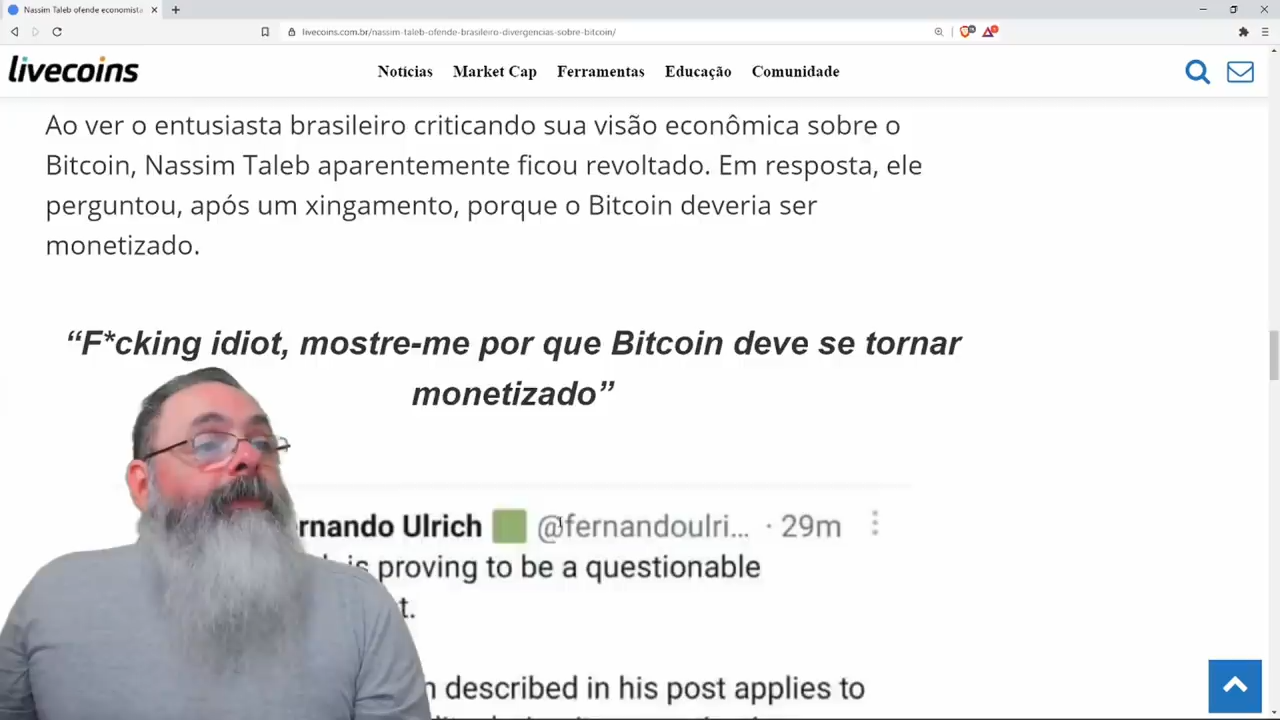 Nassim Taleb ofende economista
livecoins.com.br/nassim-taleb-ofende-brasileiro-divergencias-sobre-bitcoin/
livecoins
Notícias Market Cap Ferramentas Educação Comunidade
Ao ver o entusiasta brasileiro criticando sua visão econômica sobre o
Bitcoin, Nassim Taleb aparentemente ficou revoltado. Em resposta, ele
perguntou, após um xingamento, porque o Bitcoin deveria ser
monetizado.
“F*cking idiot, mostre-me por que Bitcoin deve se tornar
monetizado”
rnando Ulrich @fernandoulri... · 29m
is proving to be a questionable
t.
n described in his post applies to